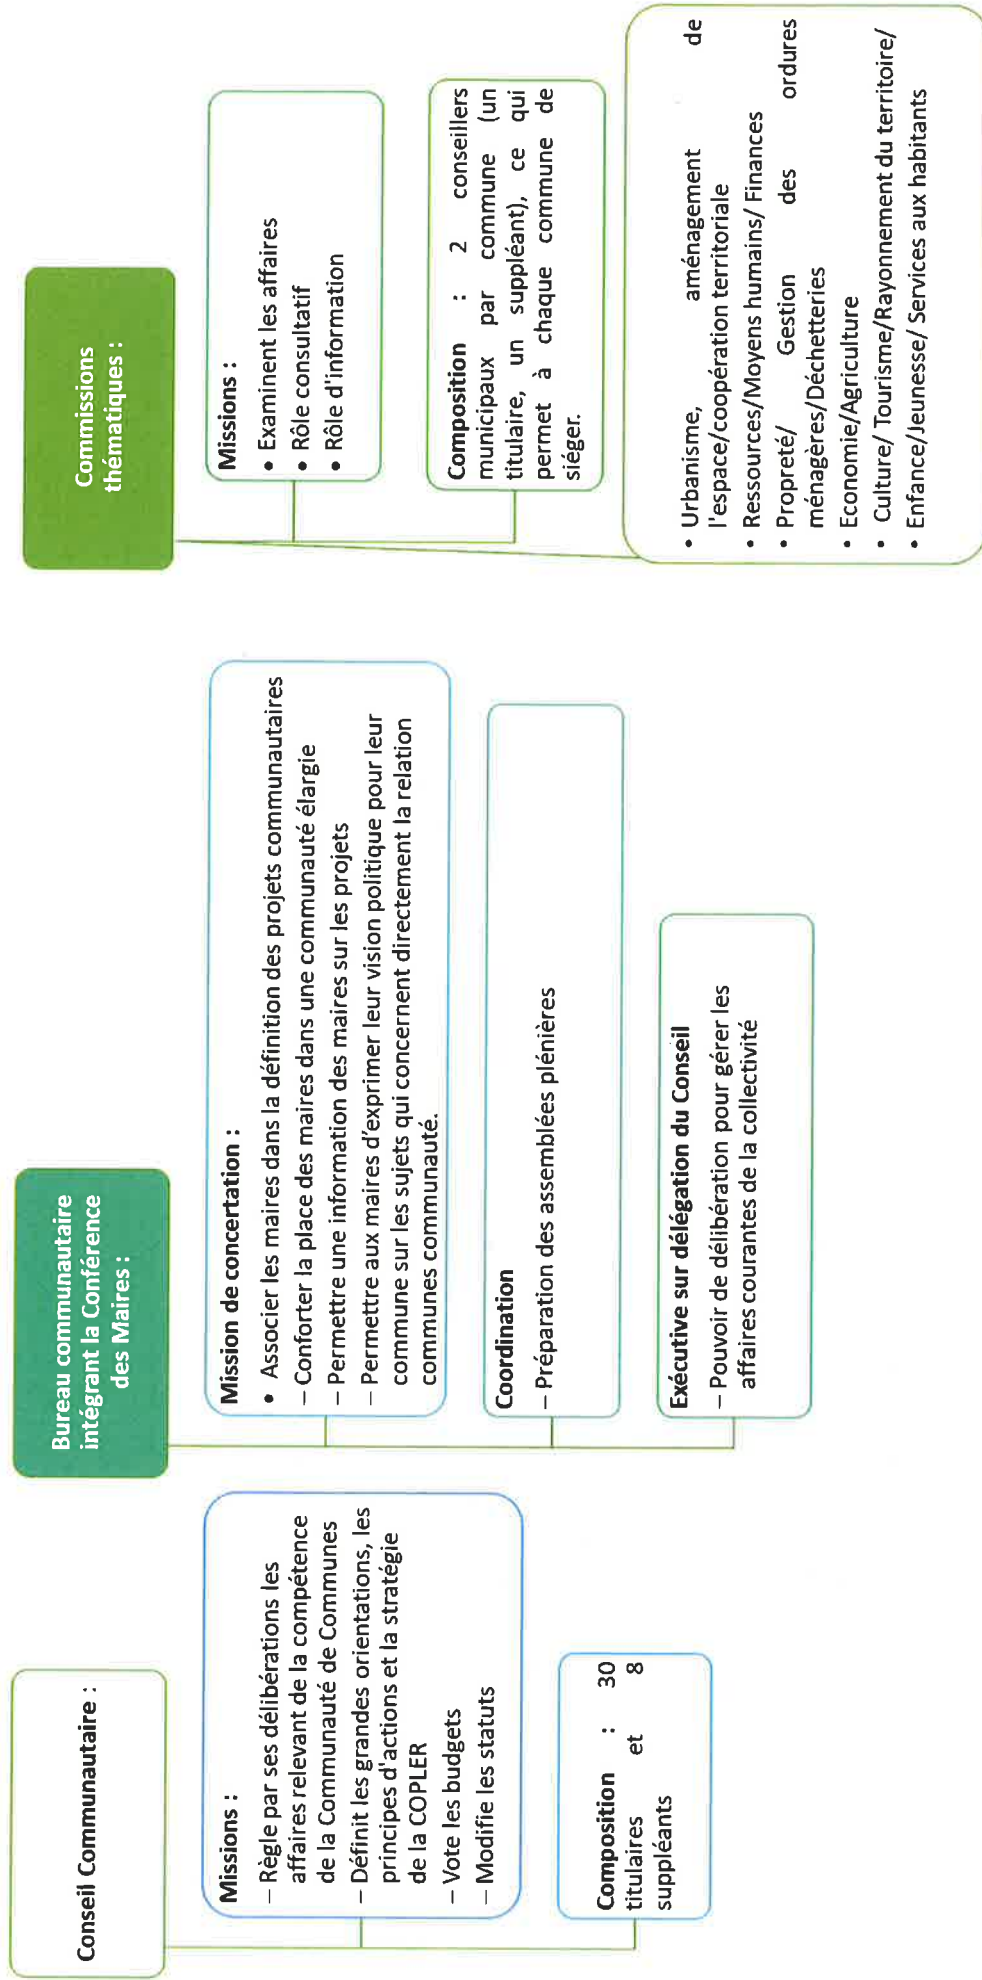 Conseil Communautaire :
Missions :
– Règle par ses délibérations les
affaires relevant de la compétence
de la Communauté de Communes
– Définit les grandes orientations, les
principes d'actions et la stratégie
de la COPLER
– Vote les budgets
– Modifie les statuts
Composition : 30
titulaires et 8
suppléants
Bureau communautaire
intégrant la Conférence
des Maires :
Mission de concertation :
• Associer les maires dans la définition des projets communautaires
– Conforter la place des maires dans une communauté élargie
– Permettre une information des maires sur les projets
– Permettre aux maires d'exprimer leur vision politique pour leur
commune sur les sujets qui concernent directement la relation
communes communauté.
Coordination
– Préparation des assemblées plénières
Exécutive sur délégation du Conseil
– Pouvoir de délibération pour gérer les
affaires courantes de la collectivité
Commissions
thématiques :
Missions :
• Examinent les affaires
• Rôle consultatif
• Rôle d'information
Composition : 2 conseillers
municipaux par commune (un
titulaire, un suppléant), ce qui
permet à chaque commune de
siéger.
• Urbanisme, aménagement de
l'espace/coopération territoriale
• Ressources/Moyens humains/ Finances
• Propreté/ Gestion des ordures
ménagères/Déchetteries
• Economie/Agriculture
• Culture/ Tourisme/Rayonnement du territoire/
• Enfance/Jeunesse/ Services aux habitants